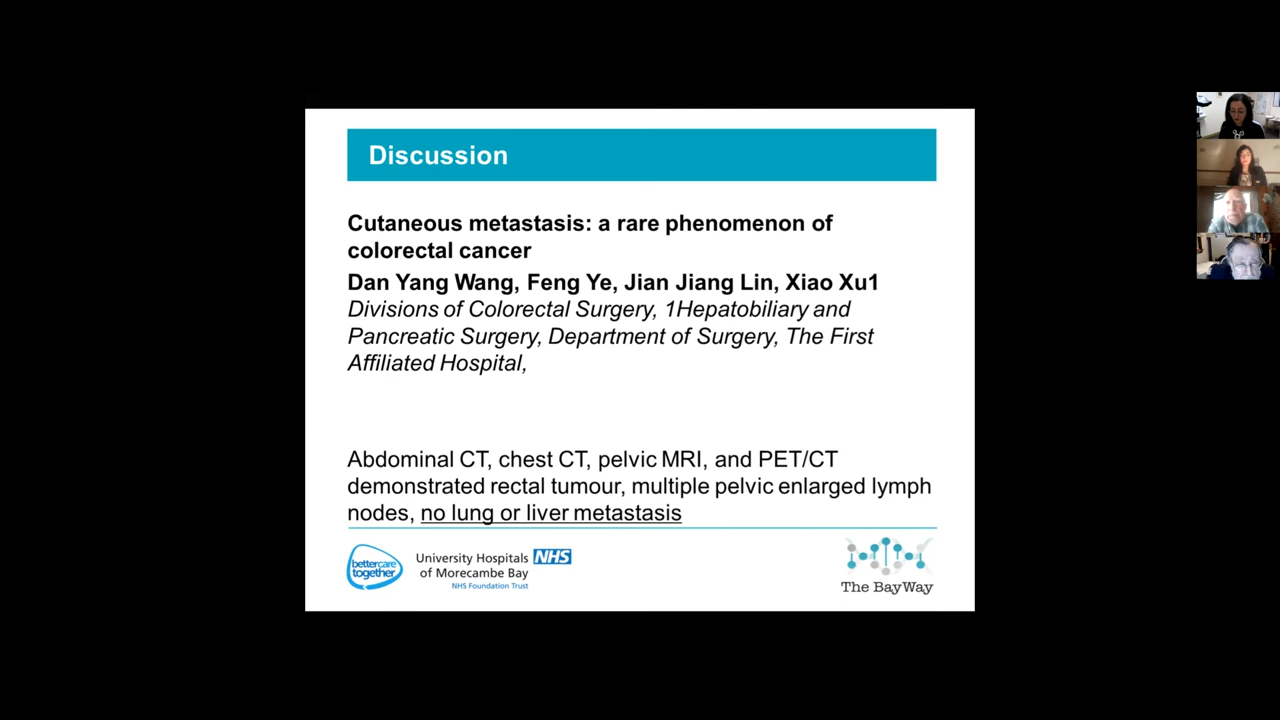 Discussion
Cutaneous metastasis: a rare phenomenon of
colorectal cancer
Dan Yang Wang, Feng Ye, Jian Jiang Lin, Xiao Xu1
Divisions of Colorectal Surgery, 1Hepatobiliary and
Pancreatic Surgery, Department of Surgery, The First
Affiliated Hospital,
Abdominal CT, chest CT, pelvic MRI, and PET/CT
demonstrated rectal tumour, multiple pelvic enlarged lymph
nodes, no lung or liver metastasis
bettercare
together
University Hospitals NHS
of Morecambe Bay
NHS Foundation Trust
The BayWay